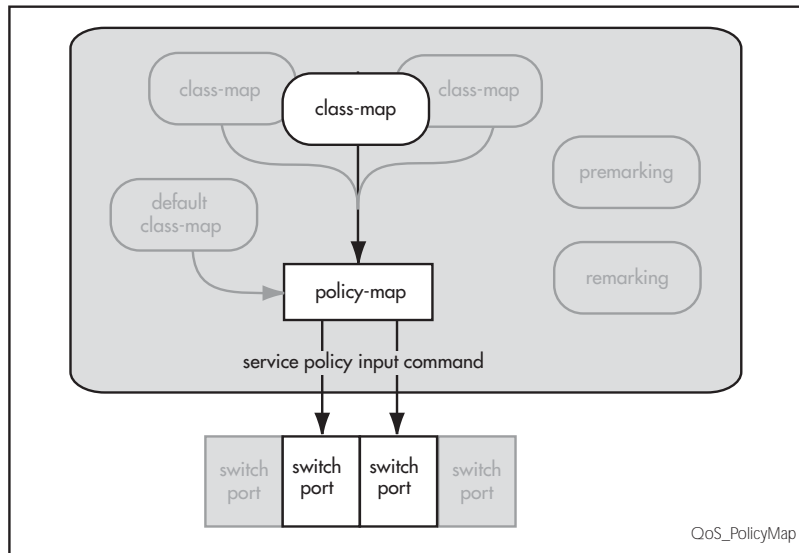 class-map
class-map
class-map
premarking
default
class-map
remarking
policy-map
service policy input command
switch
port
switch
port
switch
port
switch
port
QoS_PolicyMap